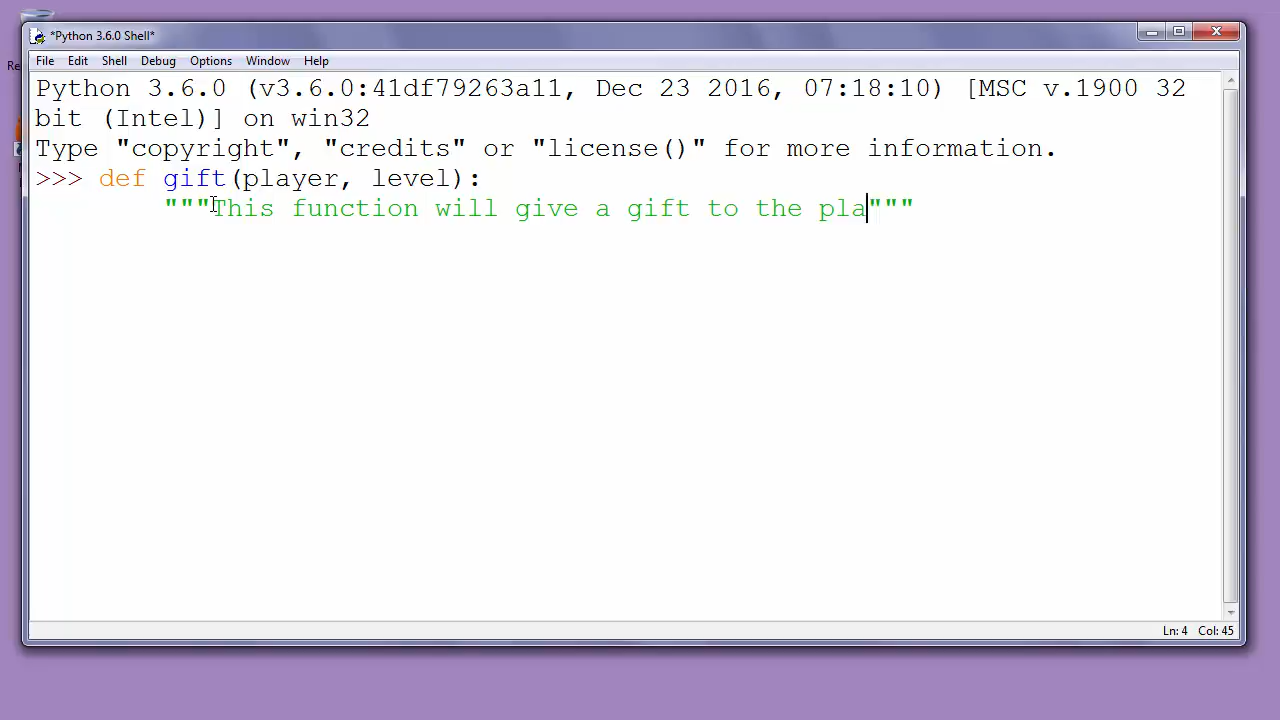 *Python 3.6.0 Shell*
File Edit Shell Debug Options Window Help
Python 3.6.0 (v3.6.0:41df79263a11, Dec 23 2016, 07:18:10) [MSC v.1900 32
bit (Intel)] on win32
Type "copyright", "credits" or "license()" for more information.
>>> def gift(player, level):
"""This function will give a gift to the pla"""
Ln: 4 Col: 45